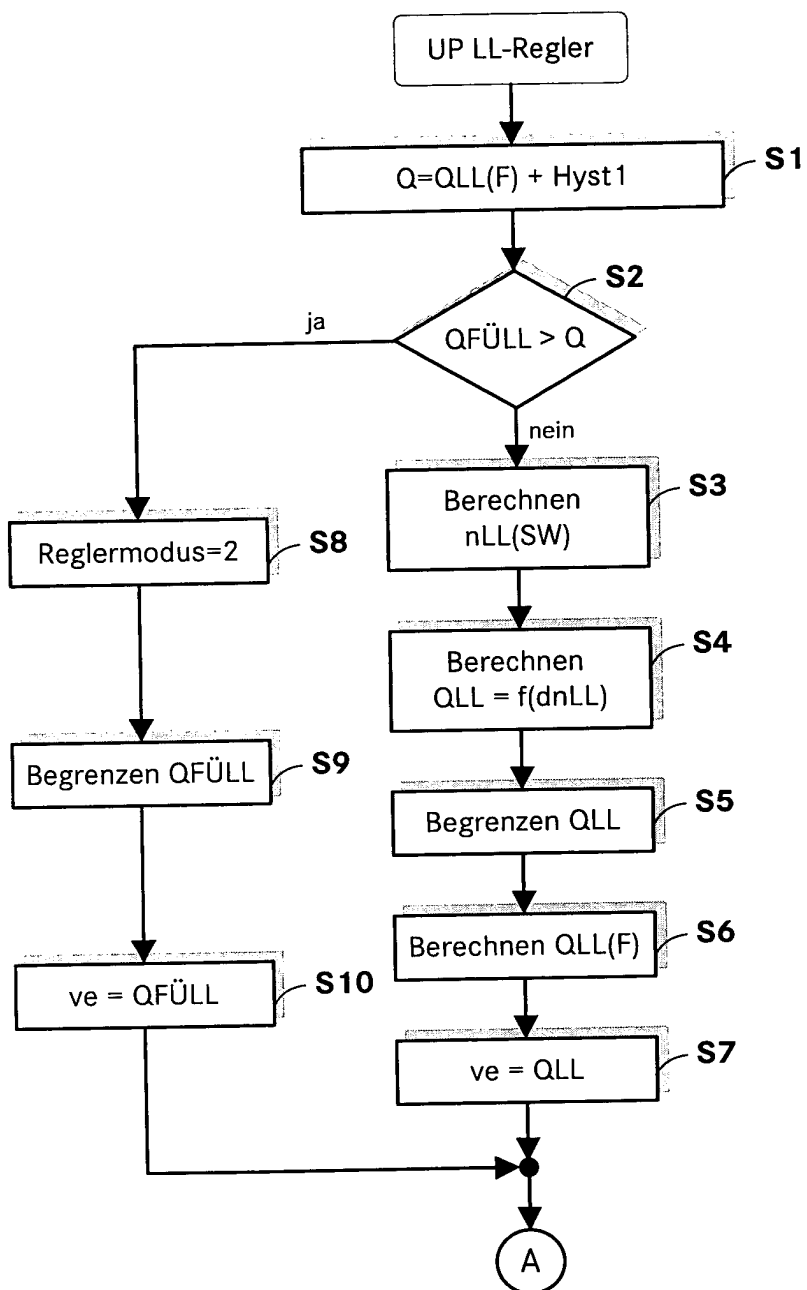 UP LL-Regler
Q=QLL(F) + Hyst1
S1
S2
QFÜLL > Q
ja
nein
Berechnen
nLL(SW)
S3
Reglermodus=2
S8
Berechnen
QLL = f(dnLL)
S4
Begrenzen QFÜLL
S9
Begrenzen QLL
S5
Berechnen QLL(F)
S6
ve = QFÜLL
S10
ve = QLL
S7
A